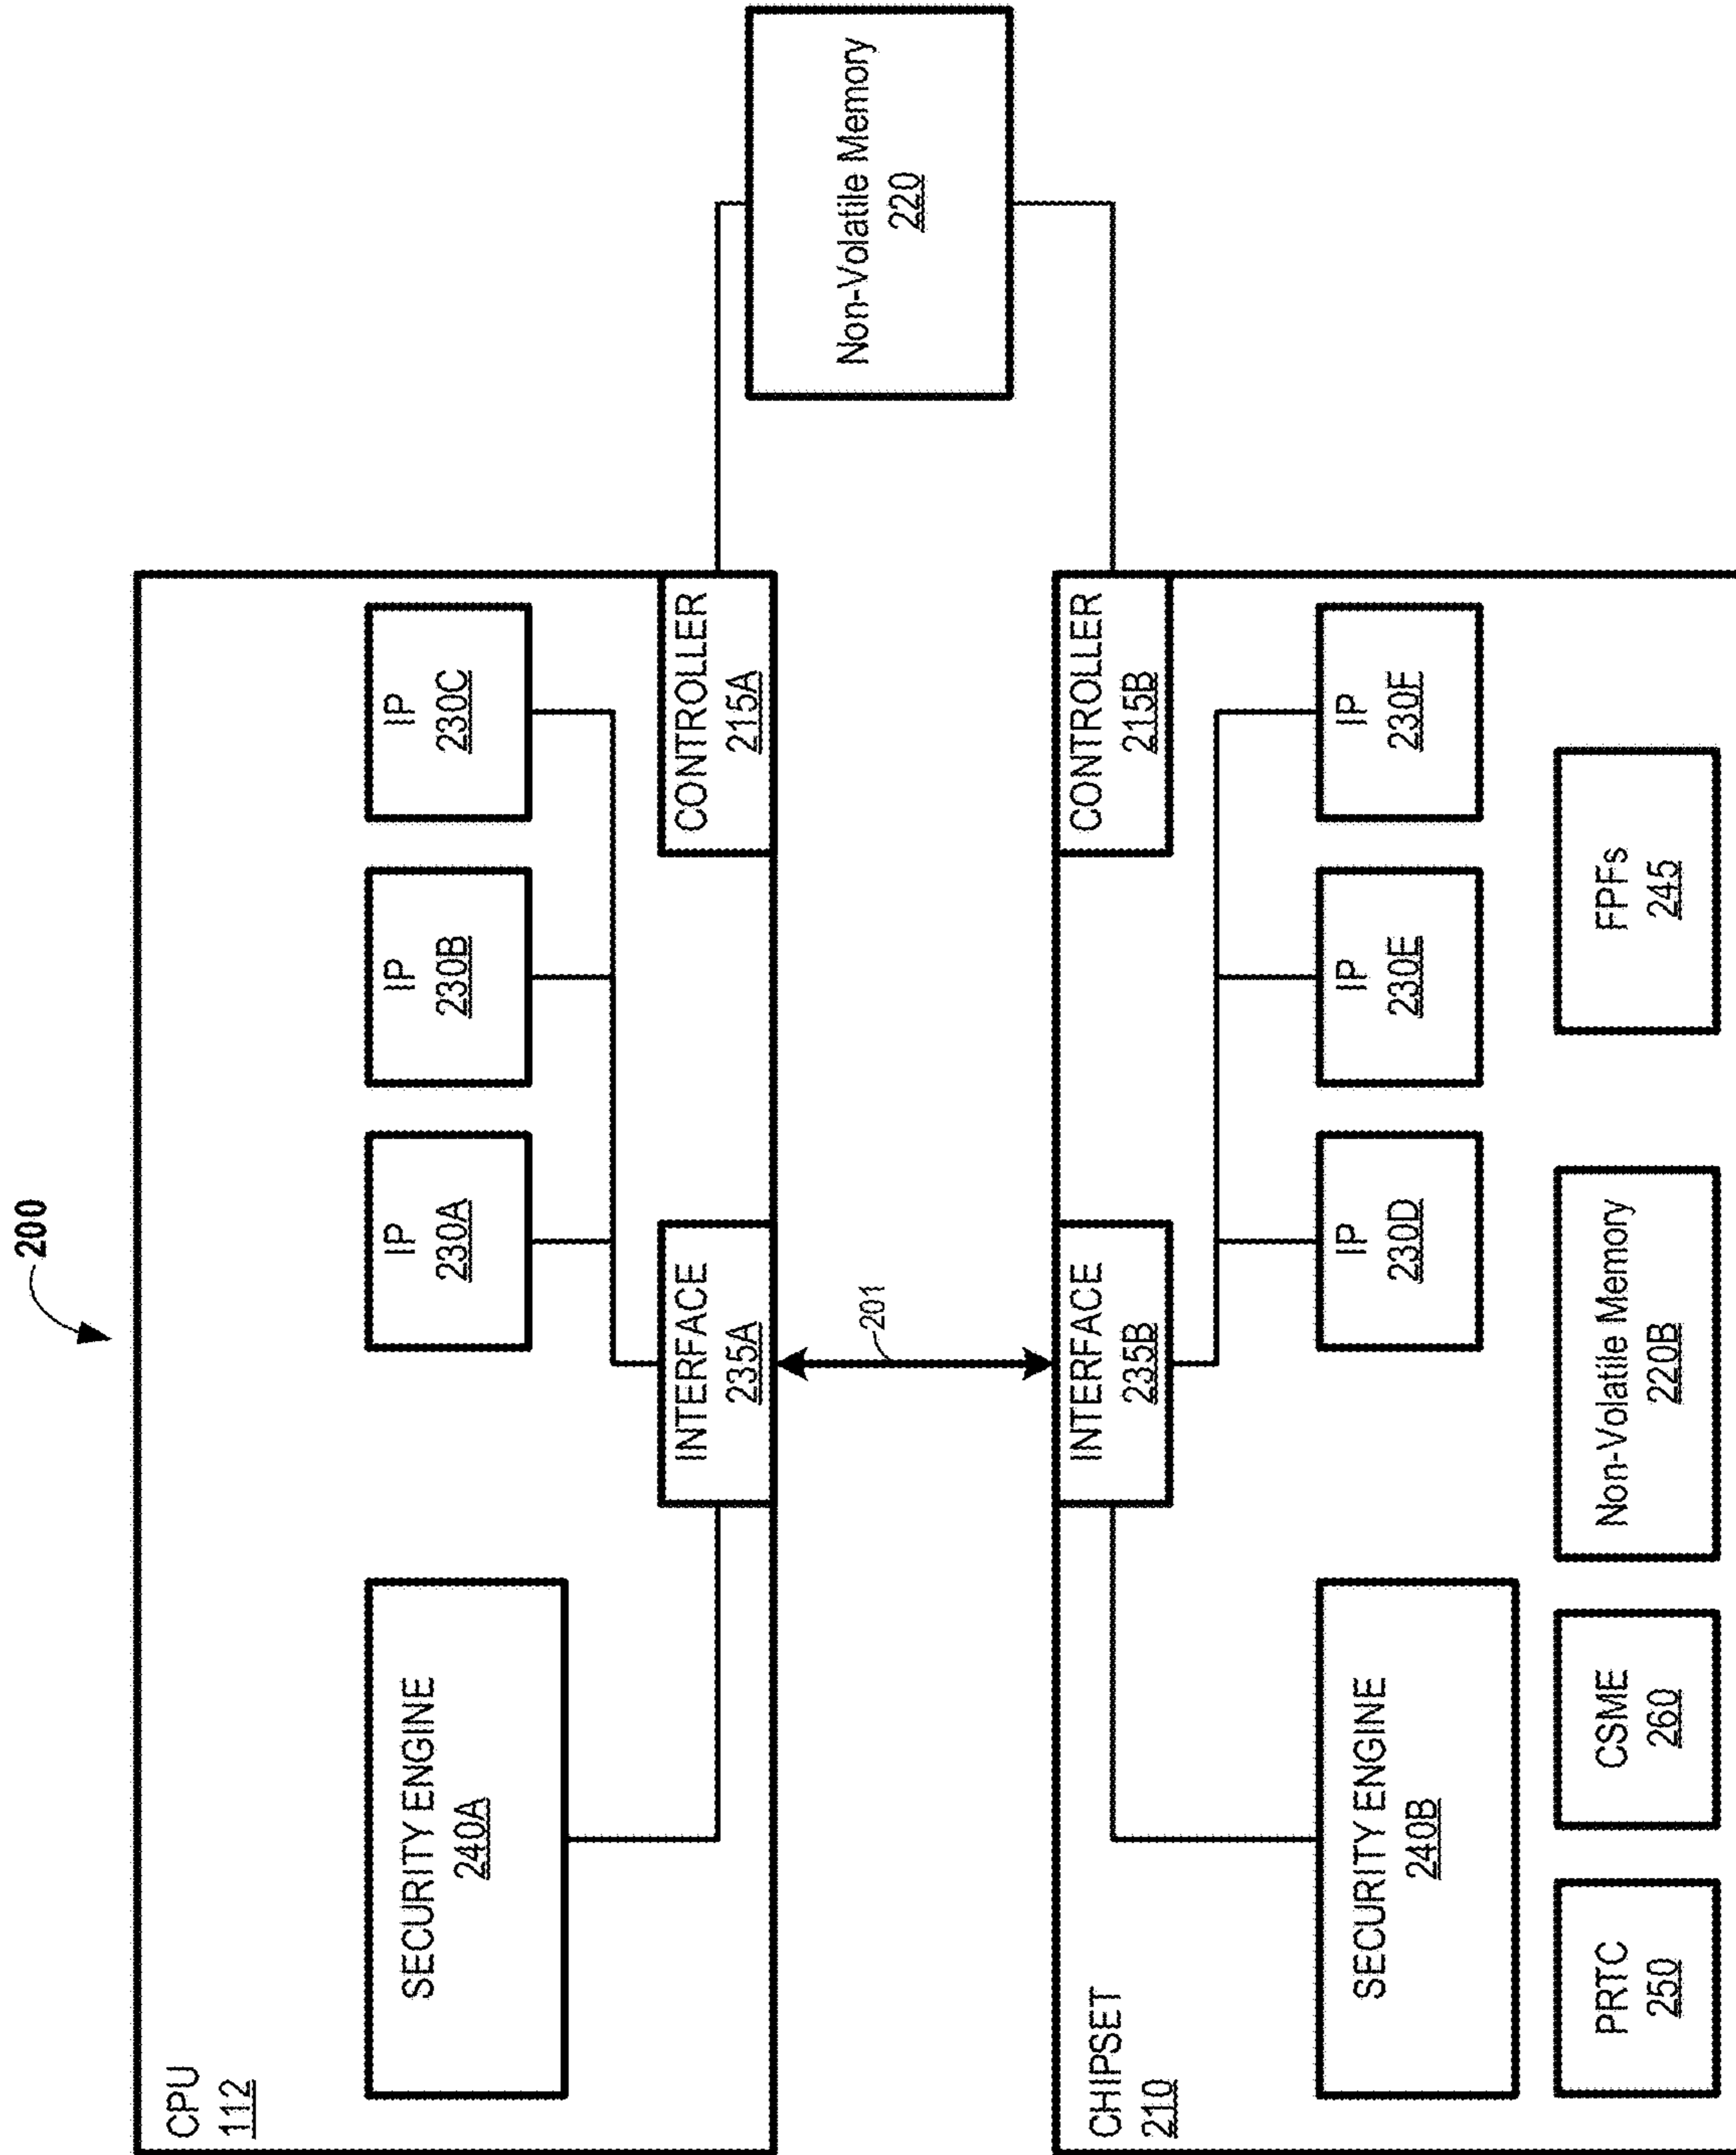 200
CPU
112
SECURITY ENGINE
240A
IP
230A
IP
230B
IP
230C
INTERFACE
235A
CONTROLLER
215A
201
Non-Volatile Memory
220
CHIPSET
210
INTERFACE
235B
CONTROLLER
215B
SECURITY ENGINE
240B
IP
230D
IP
230E
IP
230F
PRTC
250
CSME
260
Non-Volatile Memory
220B
FPFs
245